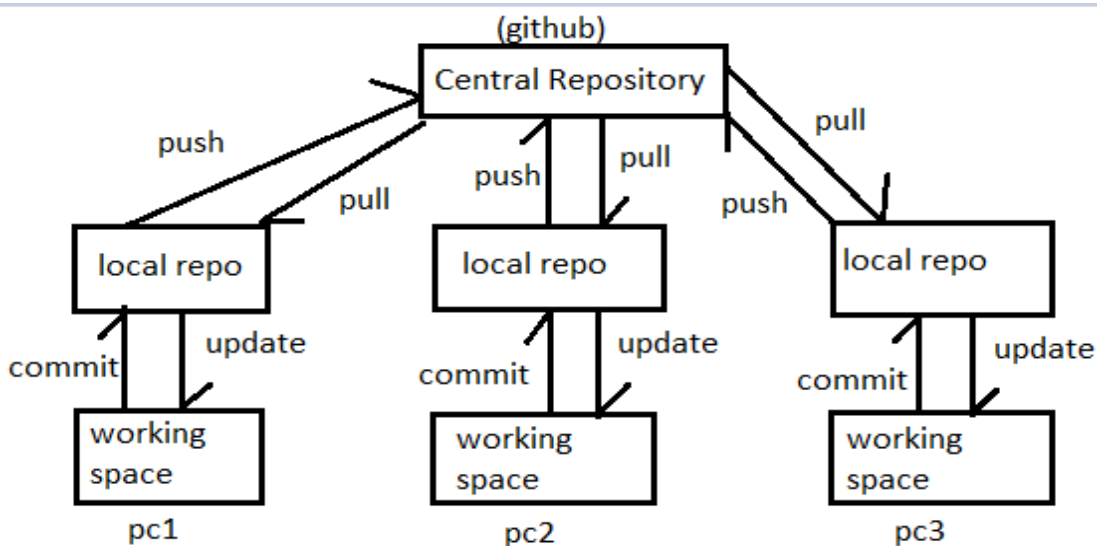 (github)
Central Repository
push
pull
push
pull
push
pull
local repo
local repo
local repo
commit
update
commit
update
commit
update
working
space
working
space
working
space
pc1
pc2
pc3